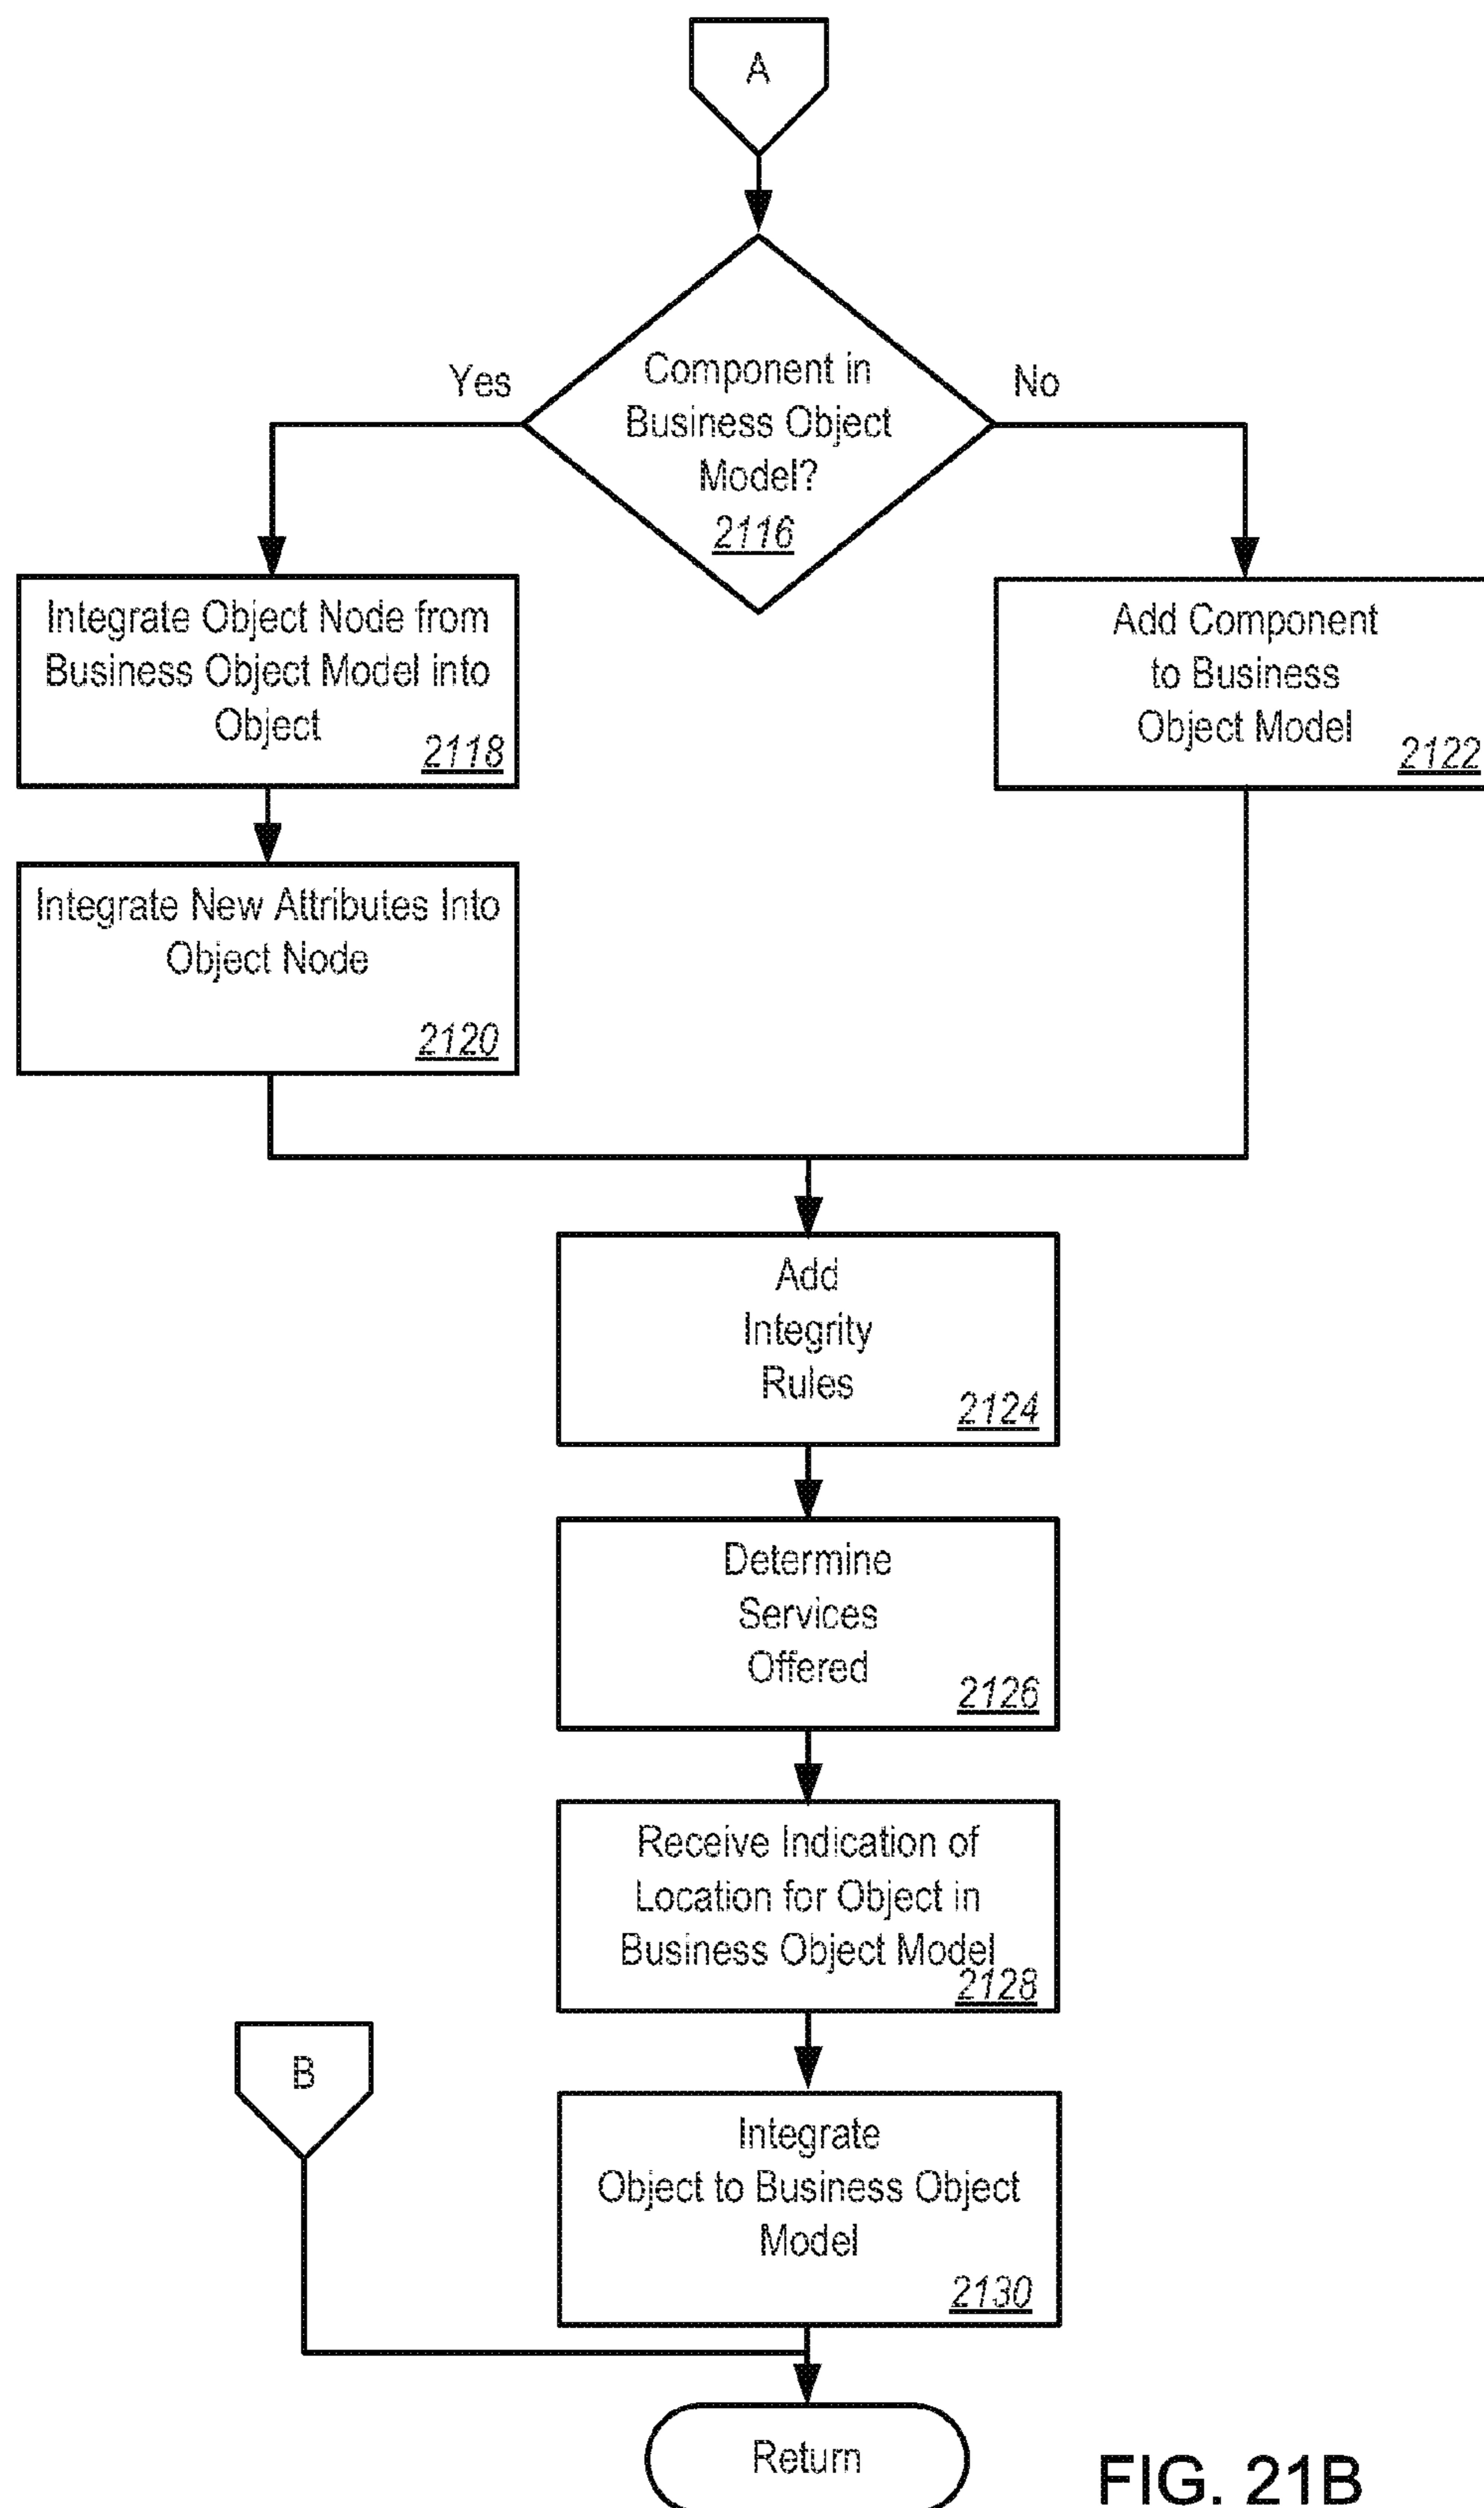 A
Yes
Component in
Business Object
Model?
2116
No
Integrate Object Node from
Business Object Model into
Object
2118
Add Component
to Business
Object Model
2122
Integrate New Attributes Into
Object Node
2120
Add
Integrity
Rules
2124
Determine
Services
Offered
2126
Receive Indication of
Location for Object in
Business Object Model
2128
B
Integrate
Object to Business Object
Model
2130
Return
FIG. 21B